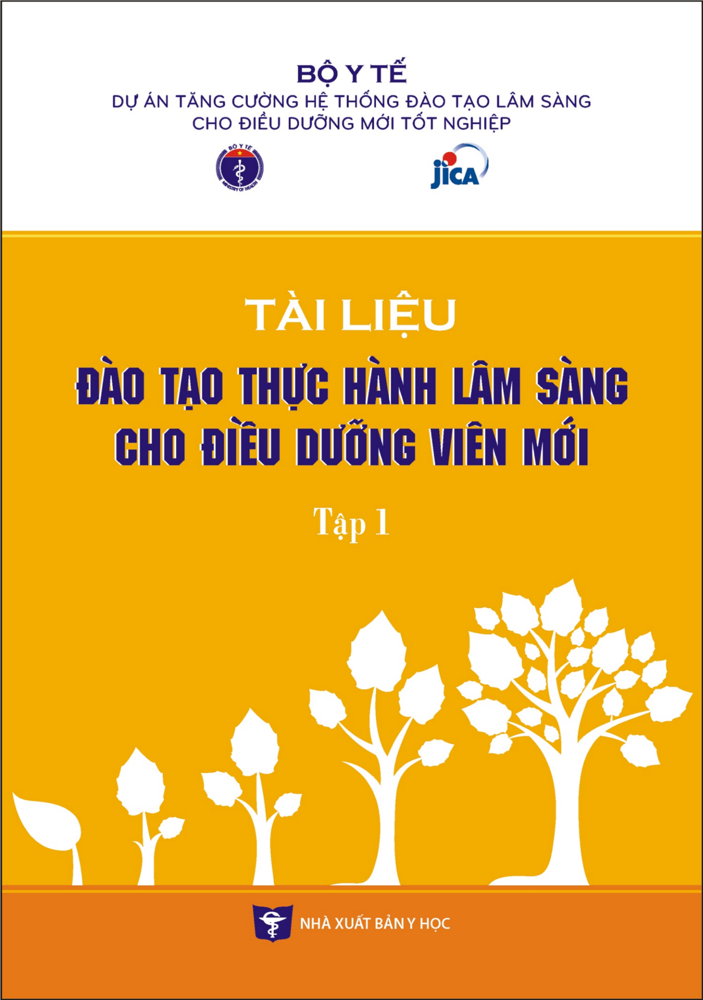 BỘ Y TẾ
DỰ ÁN TĂNG CƯỜNG HỆ THỐNG ĐÀO TẠO LÂM SÀNG
CHO ĐIỀU DƯỠNG MỚI TỐT NGHIỆP
BỘ Y TẾ
MINISTRY OF HEALTH
jica
TÀI LIỆU
ĐÀO TẠO THỰC HÀNH LÂM SÀNG
CHO ĐIỀU DƯỠNG VIÊN MỚI
Tập 1
NHÀ XUẤT BẢN Y HỌC